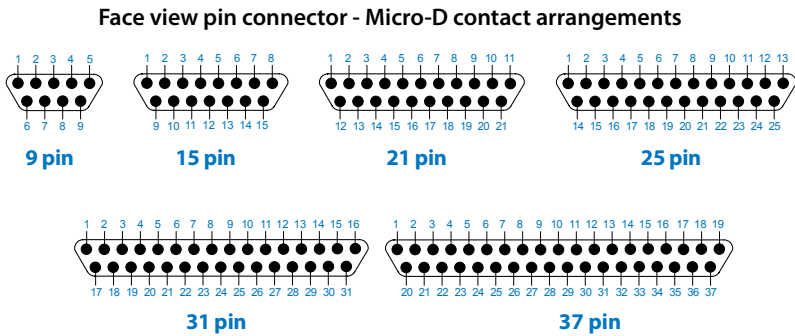 Face view pin connector - Micro-D contact arrangements
1 2 3 4 5
6 7 8 9
9 pin
1 2 3 4 5 6 7 8
9 10 11 12 13 14 15
15 pin
1 2 3 4 5 6 7 8 9 10 11
12 13 14 15 16 17 18 19 20 21
21 pin
1 2 3 4 5 6 7 8 9 10 11 12 13
14 15 16 17 18 19 20 21 22 23 24 25
25 pin
1 2 3 4 5 6 7 8 9 10 11 12 13 14 15 16
17 18 19 20 21 22 23 24 25 26 27 28 29 30 31
31 pin
1 2 3 4 5 6 7 8 9 10 11 12 13 14 15 16 17 18 19
20 21 22 23 24 25 26 27 28 29 30 31 32 33 34 35 36 37
37 pin